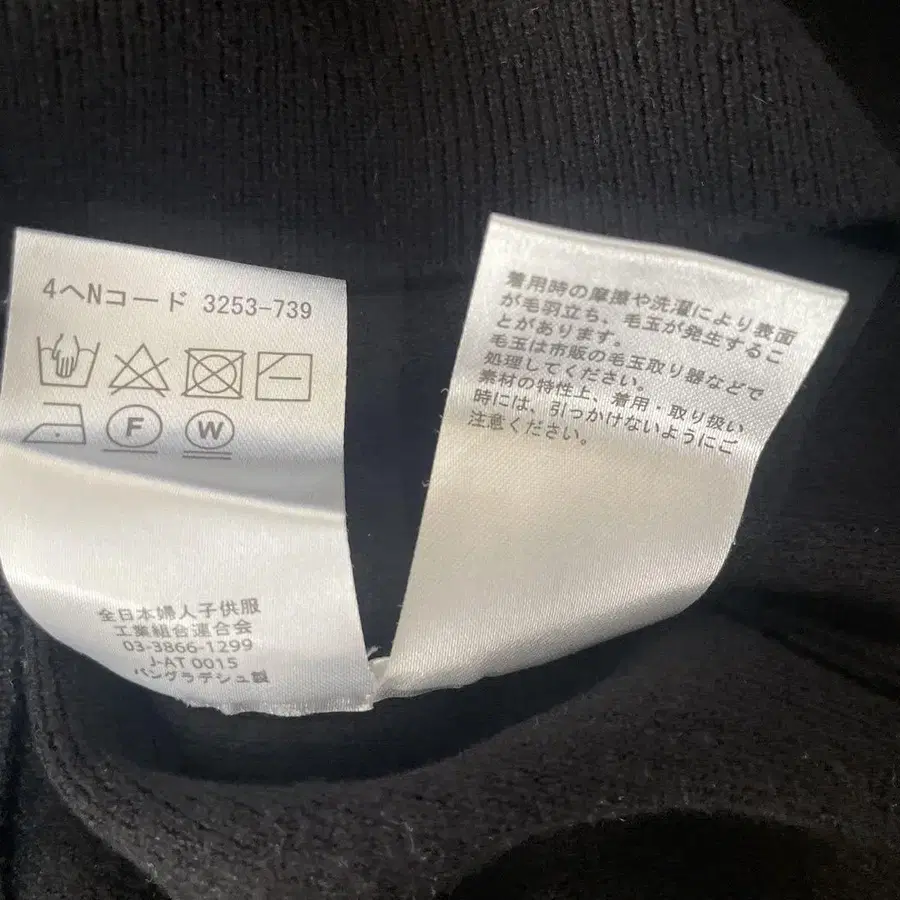 4ヘNコード 3253-739
F W
全日本婦人子供服
工業組合連合会
03-3866-1299
J-AT 0015
バングラデシュ製
着用時の摩擦や洗濯により表面
が毛羽立ち、毛玉が発生するこ
とがあります。
毛玉は市販の毛玉取り器などで
処理してください。
素材の特性上、着用・取り扱い
時には、引っかけないようにご
注意ください。